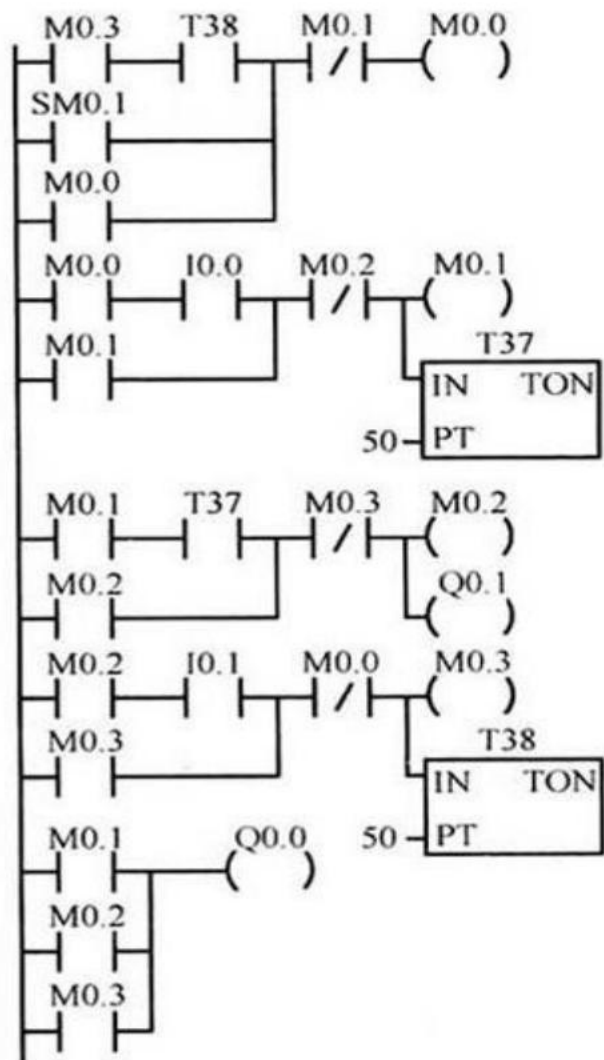 M0.3 T38 M0.1 M0.0
SM0.1
M0.0
M0.0 I0.0 M0.2 M0.1
M0.1
T37
IN TON
50 PT
M0.1 T37 M0.3 M0.2
M0.2
Q0.1
M0.2 I0.1 M0.0 M0.3
M0.3
T38
IN TON
50 PT
M0.1 Q0.0
M0.2
M0.3